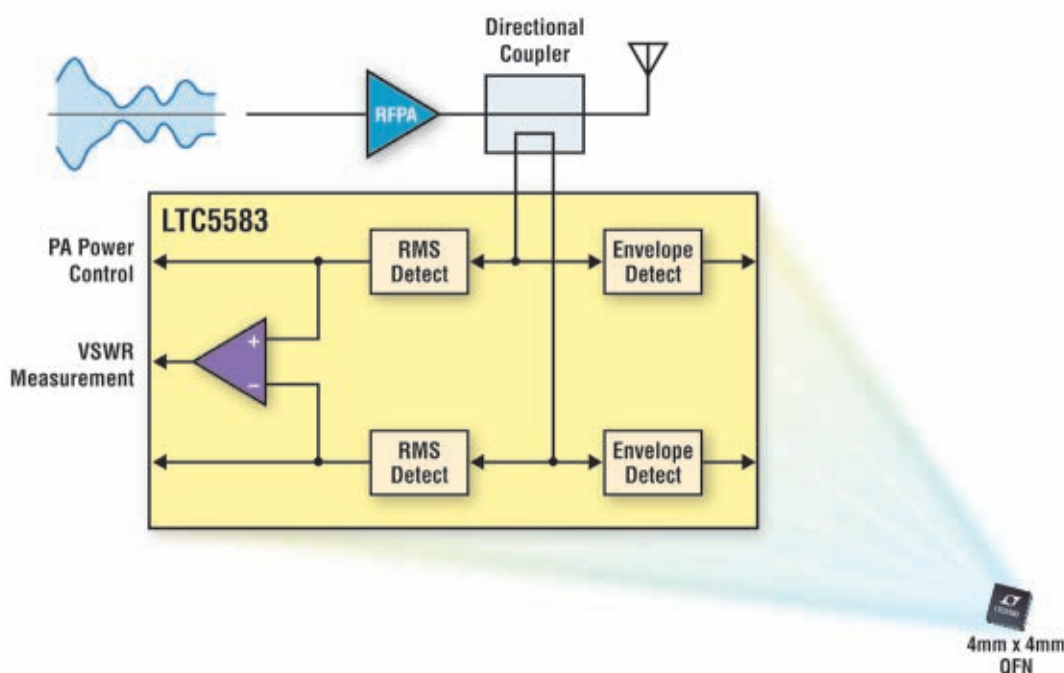 Directional
Coupler
RFPA
LTC5583
PA Power
Control
RMS
Detect
Envelope
Detect
+
VSWR
Measurement
−
RMS
Detect
Envelope
Detect
4mm x 4mm
QFN